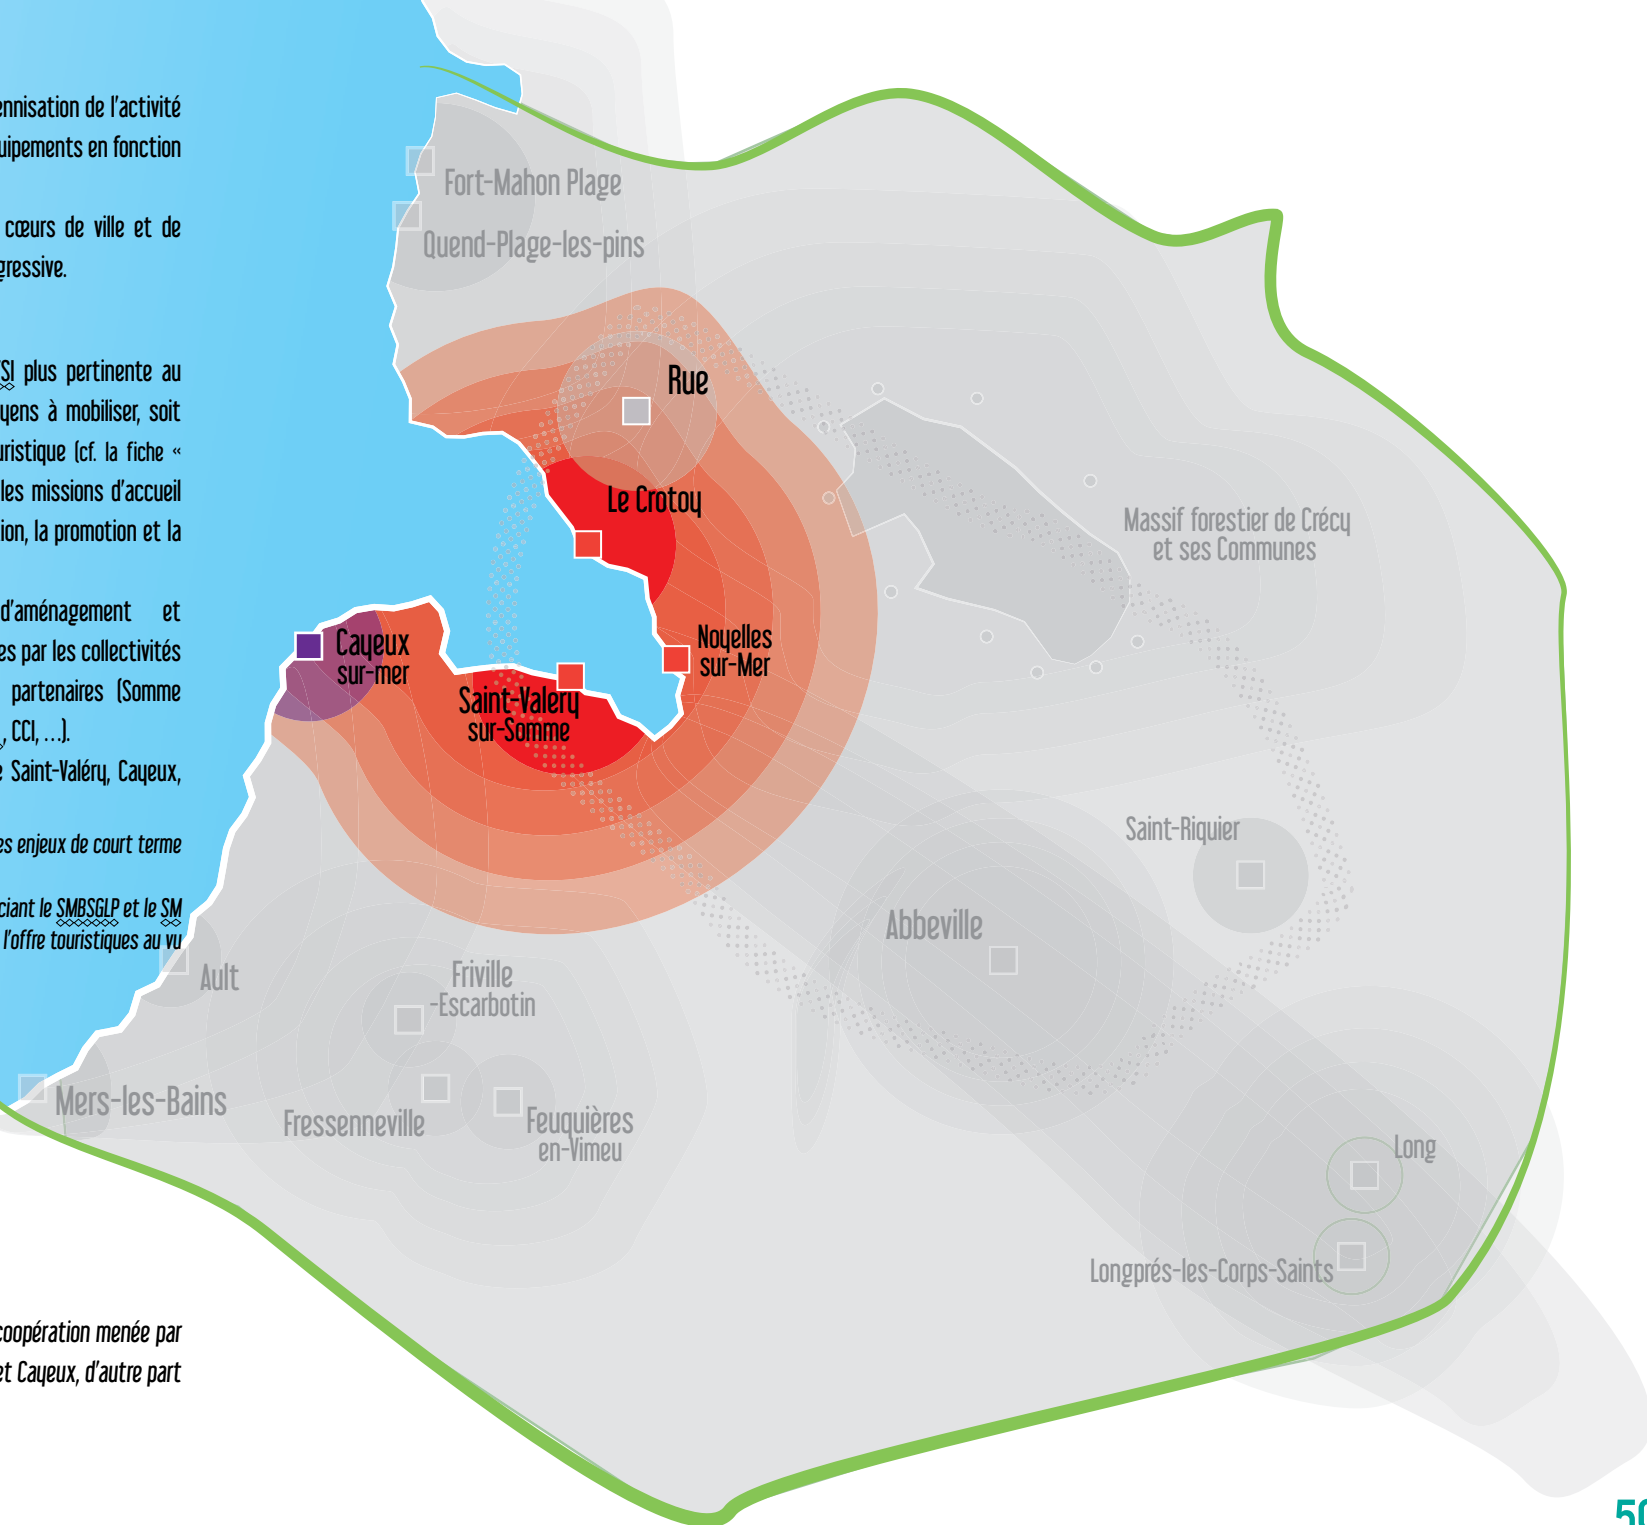 ennisation de l'activité
uipements en fonction
cœurs de ville et de
gressive.
SI plus pertinente au
yens à mobiliser, soit
uristique (cf. la fiche «
les missions d'accueil
ion, la promotion et la
d'aménagement et
es par les collectivités
partenaires (Somme
, CCI, …).
e Saint-Valéry, Cayeux,
es enjeux de court terme
ciant le SMBSGLP et le SM
l'offre touristiques au vu
coopération menée par
et Cayeux, d'autre part
Fort-Mahon Plage
Quend-Plage-les-pins
Rue
Le Crotoy
Massif forestier de Crécy
et ses Communes
Cayeux
sur-mer
Noyelles
sur-Mer
Saint-Valery
sur-Somme
Saint-Riquier
Abbeville
Ault
Friville
-Escarbotin
Mers-les-Bains
Fressenneville
Feuquières
en-Vimeu
Long
Longprés-les-Corps-Saints